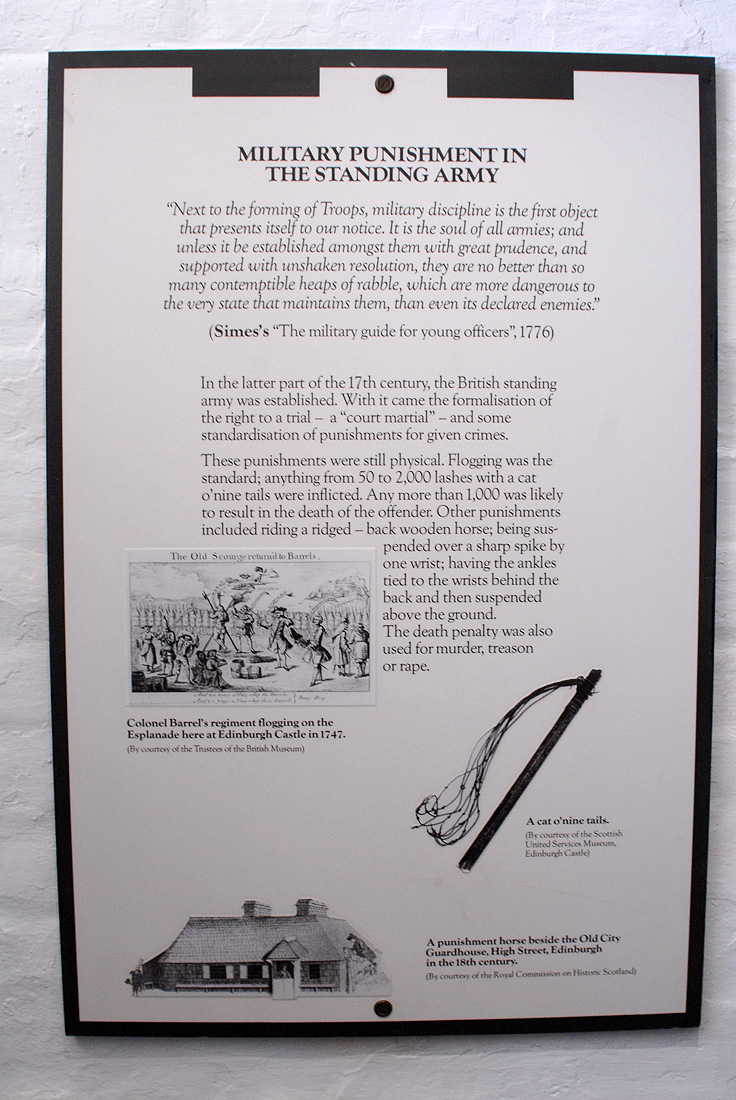 MILITARY PUNISHMENT IN
THE STANDING ARMY
“Next to the forming of Troops, military discipline is the first object
that presents itself to our notice. It is the soul of all armies; and
unless it be established amongst them with great prudence, and
supported with unshaken resolution, they are no better than so
many contemptible heaps of rabble, which are more dangerous to
the very state that maintains them, than even its declared enemies.”
(Simes's “The military guide for young officers”, 1776)
In the latter part of the 17th century, the British standing
army was established. With it came the formalisation of
the right to a trial – a “court martial” – and some
standardisation of punishments for given crimes.
These punishments were still physical. Flogging was the
standard; anything from 50 to 2,000 lashes with a cat
o'nine tails were inflicted. Any more than 1,000 was likely
to result in the death of the offender. Other punishments
included riding a ridged – back wooden horse; being sus-
pended over a sharp spike by
one wrist; having the ankles
tied to the wrists behind the
back and then suspended
above the ground.
The death penalty was also
used for murder, treason
or rape.
The Old Scourge return'd to Barrels.
Colonel Barrel's regiment flogging on the
Esplanade here at Edinburgh Castle in 1747.
(By courtesy of the Trustees of the British Museum)
A cat o'nine tails.
(By courtesy of the Scottish
United Services Museum,
Edinburgh Castle)
A punishment horse beside the Old City
Guardhouse, High Street, Edinburgh
in the 18th century.
(By courtesy of the Royal Commission on Historic Scotland)